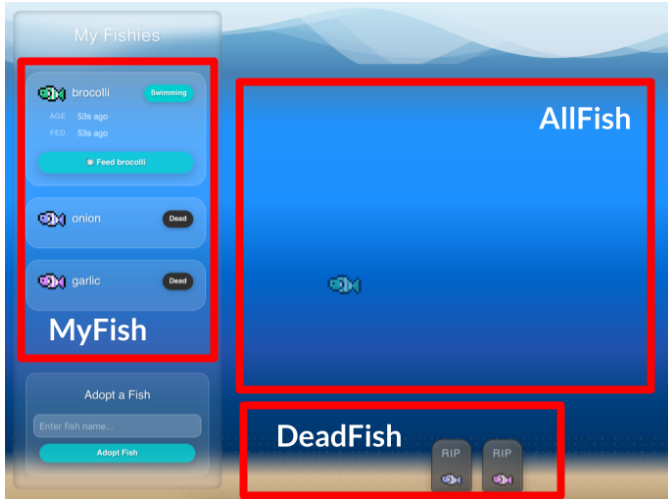 My Fishies
brocolli
Swimming
AGE 53s ago
FED 53s ago
Feed brocolli
onion
Dead
garlic
Dead
MyFish
Adopt a Fish
Enter fish name...
Adopt Fish
AllFish
DeadFish
RIP
RIP